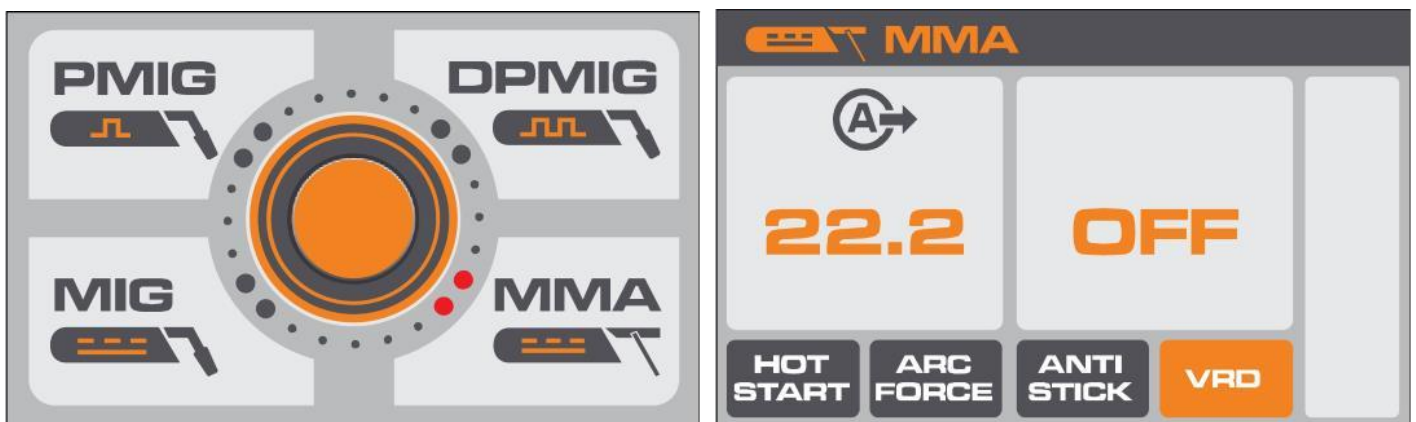 PMIG
DPMIG
MIG
MMA
MMA
A
22.2
OFF
HOT
START
ARC
FORCE
ANTI
STICK
VRD